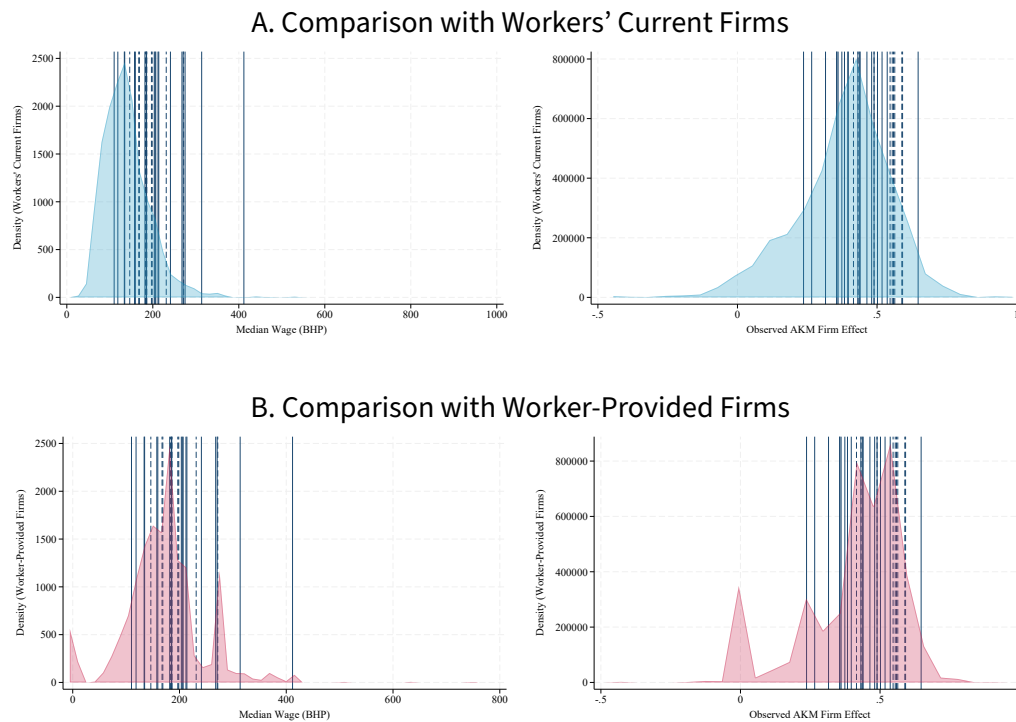 A. Comparison with Workers’ Current Firms
Density (Workers' Current Firms)
2500
2000
1500
1000
500
0
0 200 400 600 800 1000
Median Wage (BHP)
Density (Workers' Current Firms)
800000
600000
400000
200000
0
-.5 0 .5 1
Observed AKM Firm Effect
B. Comparison with Worker-Provided Firms
Density (Worker-Provided Firms)
2500
2000
1500
1000
500
0
0 200 400 600 800
Median Wage (BHP)
Density (Worker-Provided Firms)
800000
600000
400000
200000
0
-.5 0 .5
Observed AKM Firm Effect